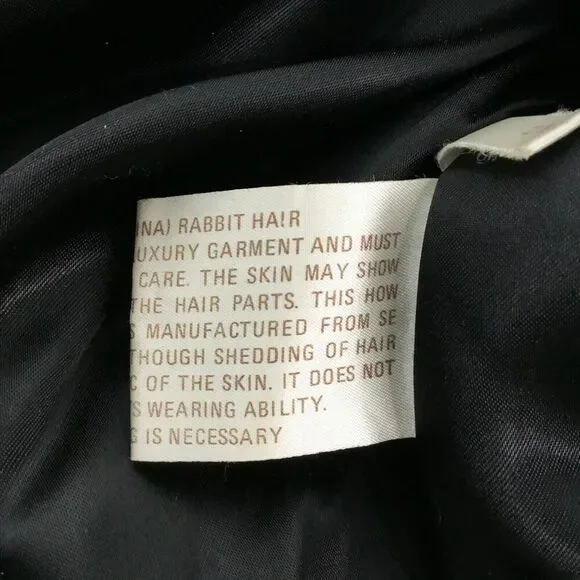 INA) RABBIT HAIR
UXURY GARMENT AND MUST
CARE. THE SKIN MAY SHOW
THE HAIR PARTS. THIS HOW
S MANUFACTURED FROM SE
THOUGH SHEDDING OF HAIR
C OF THE SKIN. IT DOES NOT
S WEARING ABILITY.
G IS NECESSARY